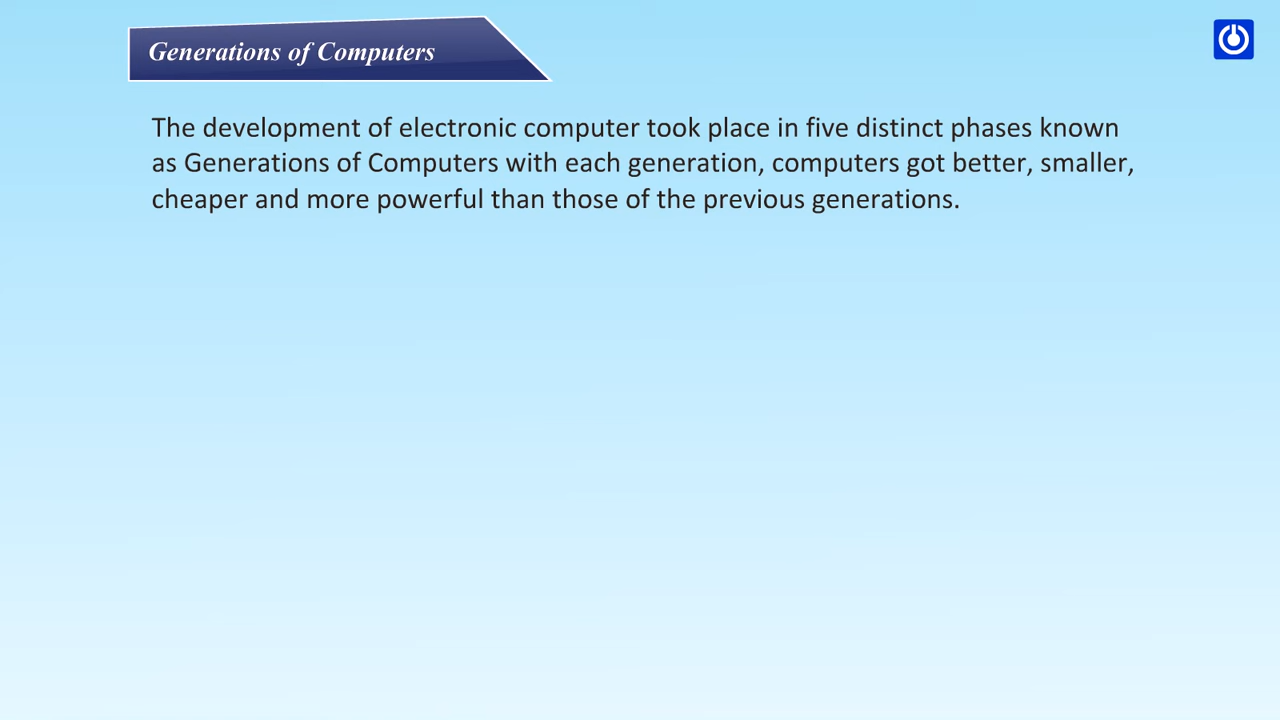 Generations of Computers
The development of electronic computer took place in five distinct phases known
as Generations of Computers with each generation, computers got better, smaller,
cheaper and more powerful than those of the previous generations.